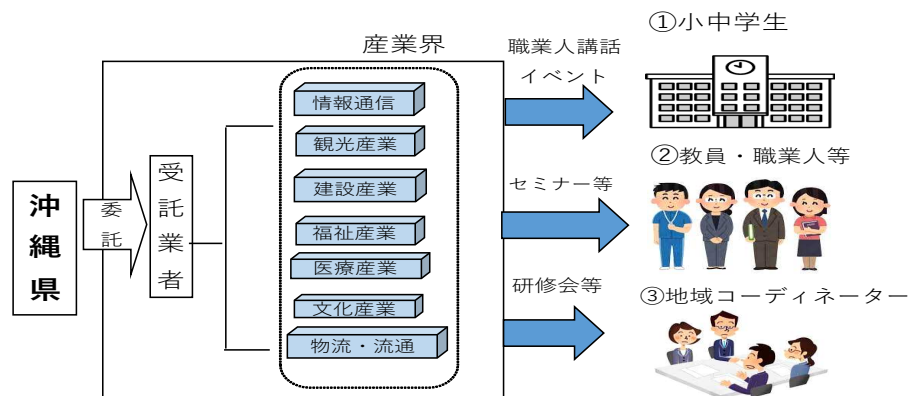 沖縄県
委託
受託業者
産業界
情報通信
観光産業
建設産業
福祉産業
医療産業
文化産業
物流・流通
職業人講話
イベント
①小中学生
セミナー等
②教員・職業人等
研修会等
③地域コーディネーター